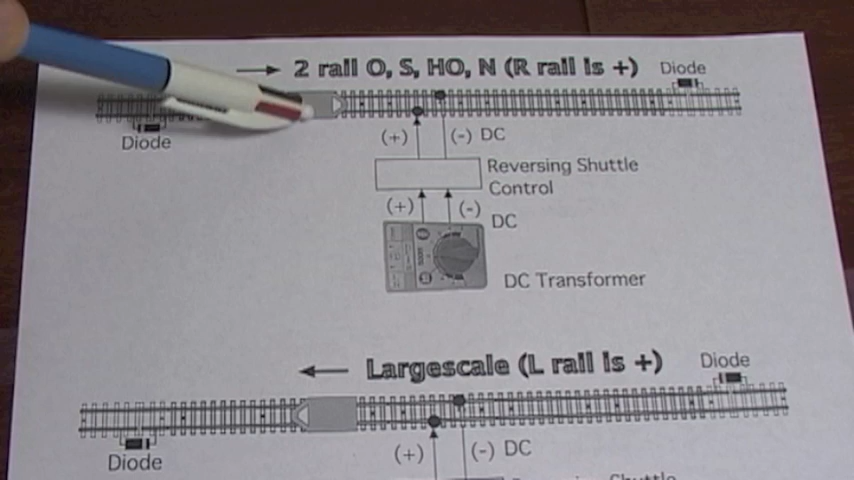 2 rail O, S, HO, N (R rail is +)
Diode
Diode
(+)
(-) DC
Reversing Shuttle
Control
(+)
(-)
DC
DC Transformer
Largescale (L rail is +)
Diode
Diode
(+)
(-) DC
Shuttle